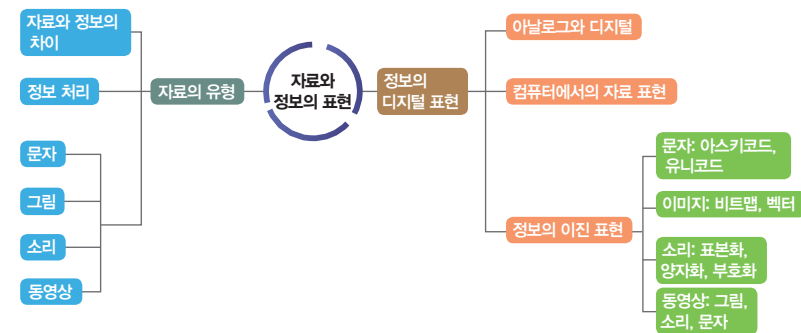 자료와 정보의
차이
정보 처리
문자
그림
소리
동영상
자료의 유형
자료와
정보의 표현
정보의
디지털 표현
아날로그와 디지털
컴퓨터에서의 자료 표현
정보의 이진 표현
문자: 아스키코드,
유니코드
이미지: 비트맵, 벡터
소리: 표본화,
양자화, 부호화
동영상: 그림,
소리, 문자